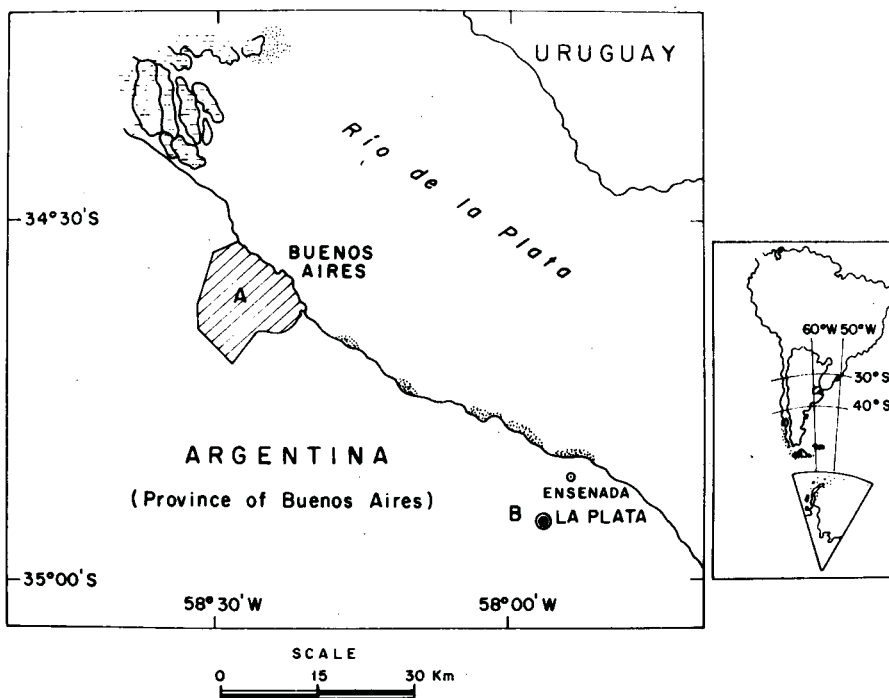 URUGUAY
Río de la Plata
34°30'S
BUENOS
AIRES
A
60°W 50°W
30°S
40°S
ARGENTINA
(Province of Buenos Aires)
ENSENADA
B LA PLATA
35°00'S
58°30'W 58°00'W
SCALE
0 15 30 Km